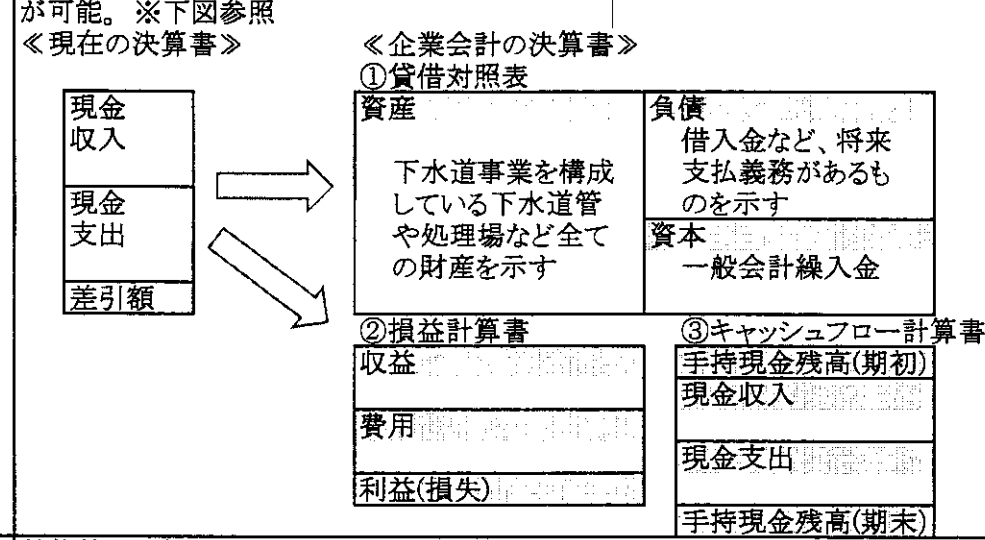 が可能。※下図参照
≪現在の決算書≫
現金
収入
現金
支出
差引額
≪企業会計の決算書≫
①貸借対照表
資産
下水道事業を構成
している下水道管
や処理場など全て
の財産を示す
負債
借入金など、将来
支払義務があるも
のを示す
資本
一般会計繰入金
②損益計算書
収益
費用
利益(損失)
③キャッシュフロー計算書
手持現金残高(期初)
現金収入
現金支出
手持現金残高(期末)